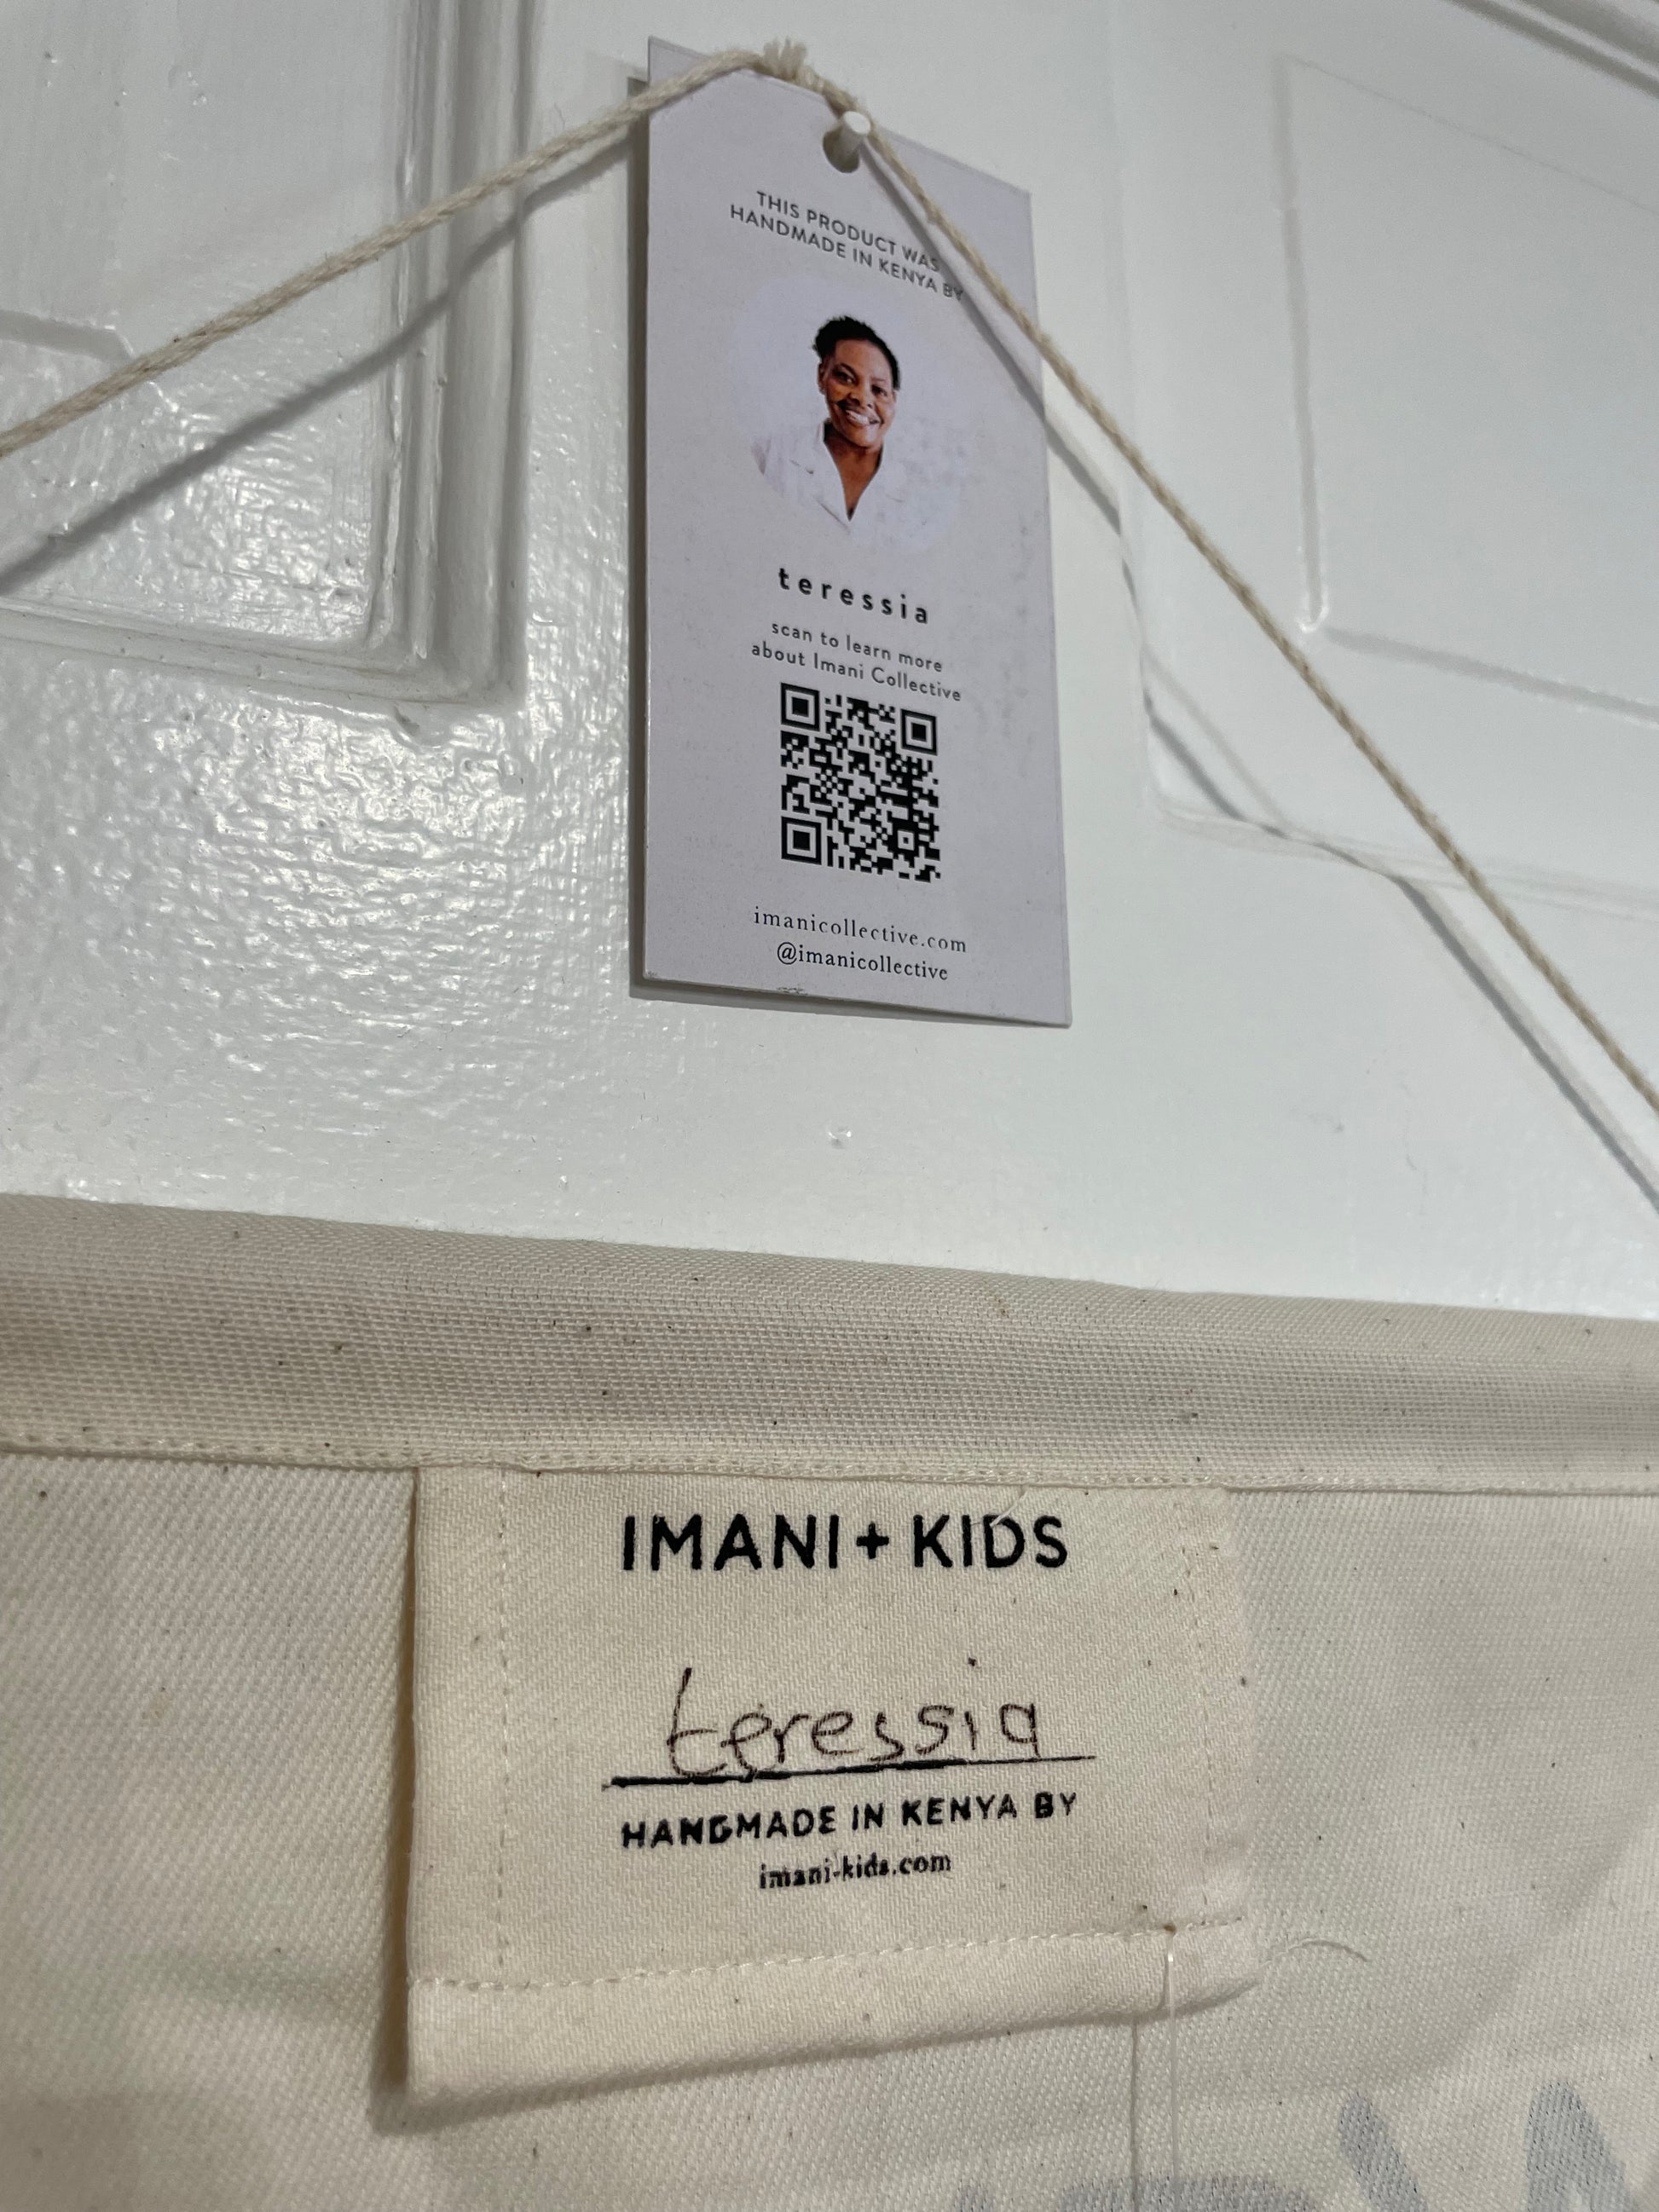 THIS PRODUCT WAS
HANDMADE IN KENYA BY
teressia
scan to learn more
about Imani Collective
imanicollective.com
@imanicollective
IMANI + KIDS
teressia
HANDMADE IN KENYA BY
imani-kids.com